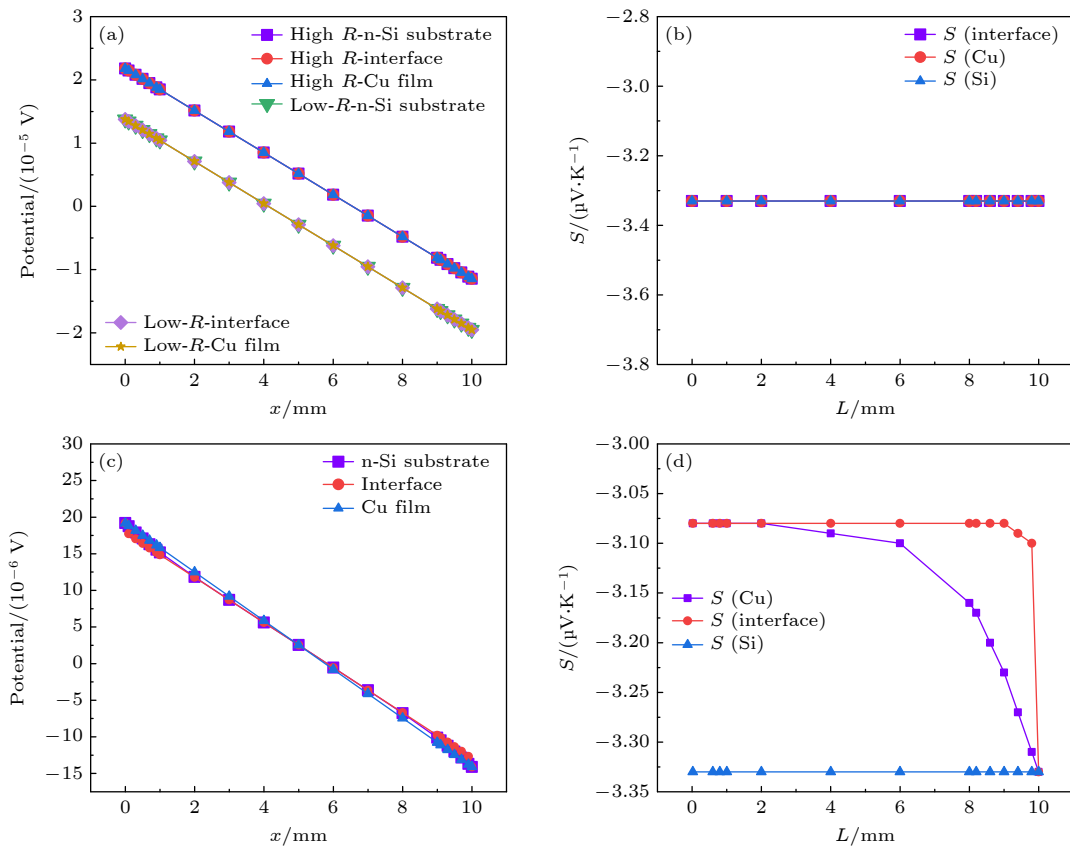 (a)
High R-n-Si substrate
High R-interface
High R-Cu film
Low-R-n-Si substrate
Low-R-interface
Low-R-Cu film
3
2
1
0
−1
−2
Potential/(10⁻⁵ V)
0 2 4 6 8 10
x/mm
(b)
S (interface)
S (Cu)
S (Si)
−2.8
−3.0
−3.2
−3.4
−3.6
−3.8
S/(µV·K⁻¹)
0 2 4 6 8 10
L/mm
(c)
n-Si substrate
Interface
Cu film
30
25
20
15
10
5
0
−5
−10
−15
Potential/(10⁻⁶ V)
0 2 4 6 8 10
x/mm
(d)
S (Cu)
S (interface)
S (Si)
−3.00
−3.05
−3.10
−3.15
−3.20
−3.25
−3.30
−3.35
S/(µV·K⁻¹)
0 2 4 6 8 10
L/mm